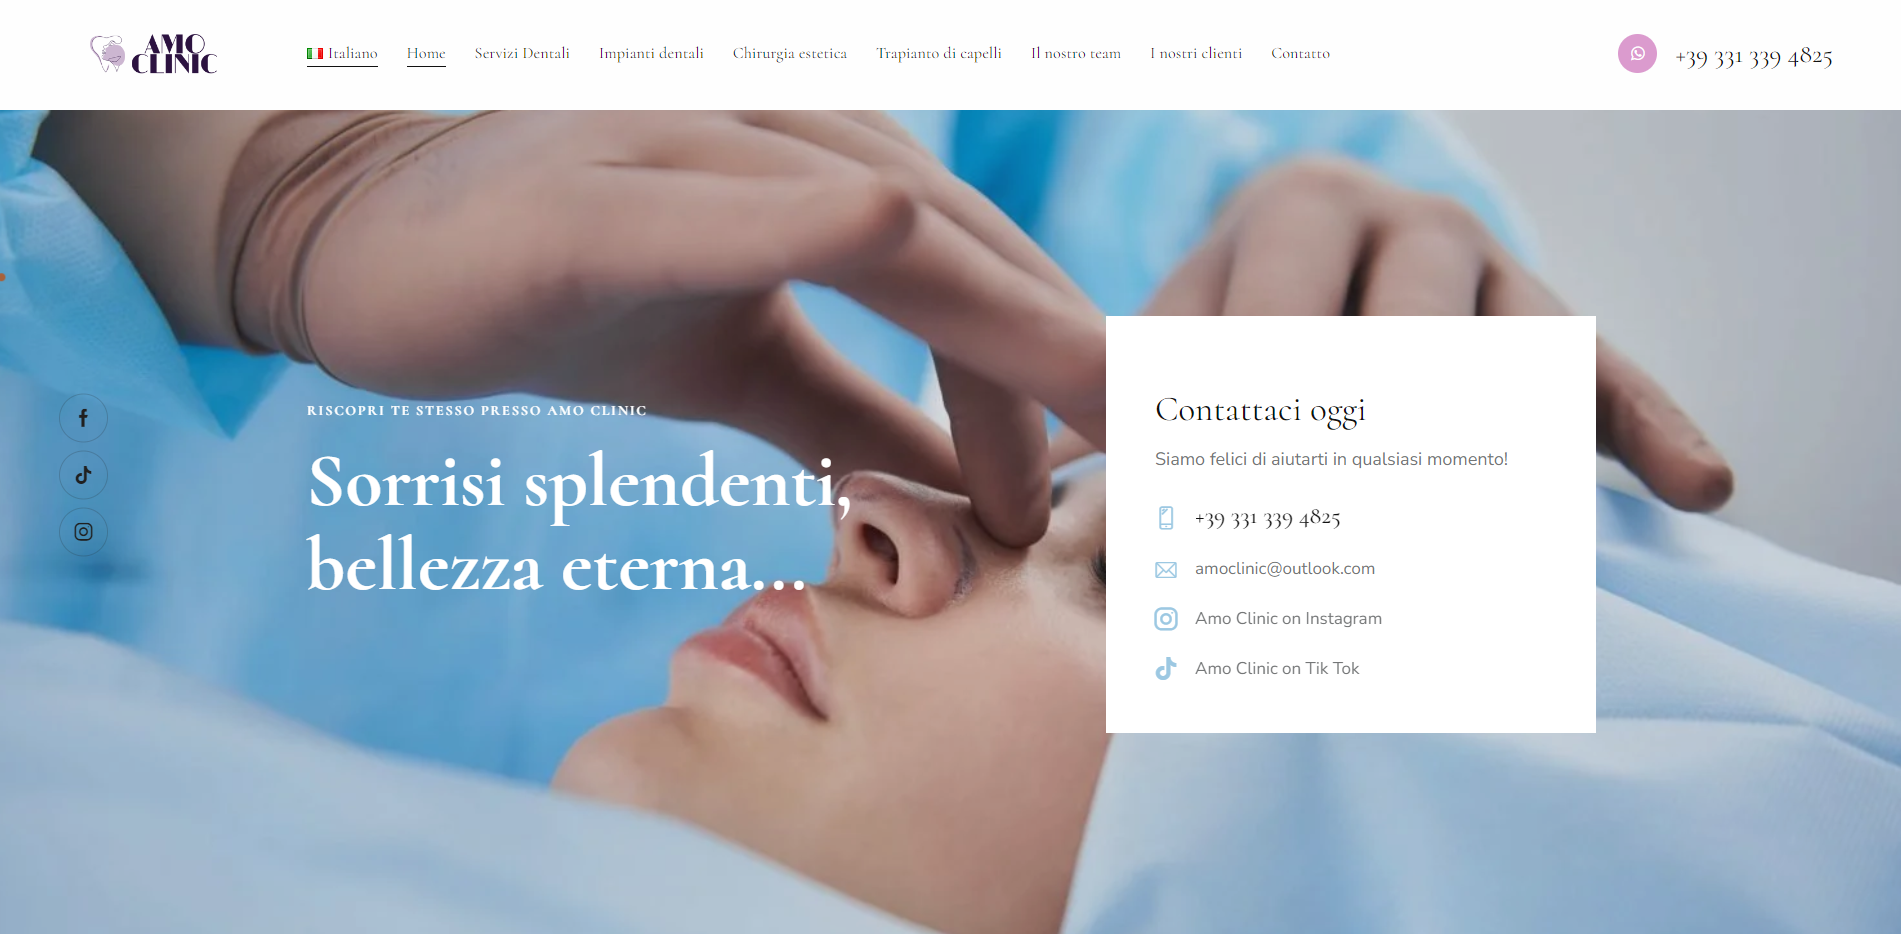 AMO
CLINIC
Italiano
Home
Servizi Dentali
Impianti dentali
Chirurgia estetica
Trapianto di capelli
Il nostro team
I nostri clienti
Contatto
+39 331 339 4825
RISCOPRI TE STESSO PRESSO AMO CLINIC
Sorrisi splendenti,
bellezza eterna...
Contattaci oggi
Siamo felici di aiutarti in qualsiasi momento!
+39 331 339 4825
amoclinic@outlook.com
Amo Clinic on Instagram
Amo Clinic on Tik Tok